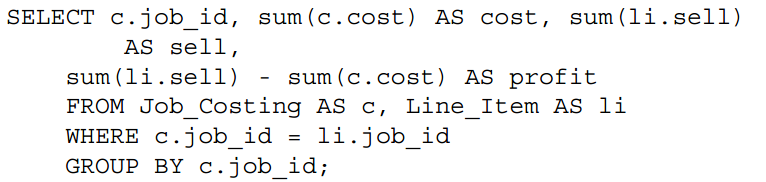 SELECT c.job_id, sum(c.cost) AS cost, sum(li.sell)
AS sell,
sum(li.sell) - sum(c.cost) AS profit
FROM Job_Costing AS c, Line_Item AS li
WHERE c.job_id = li.job_id
GROUP BY c.job_id;